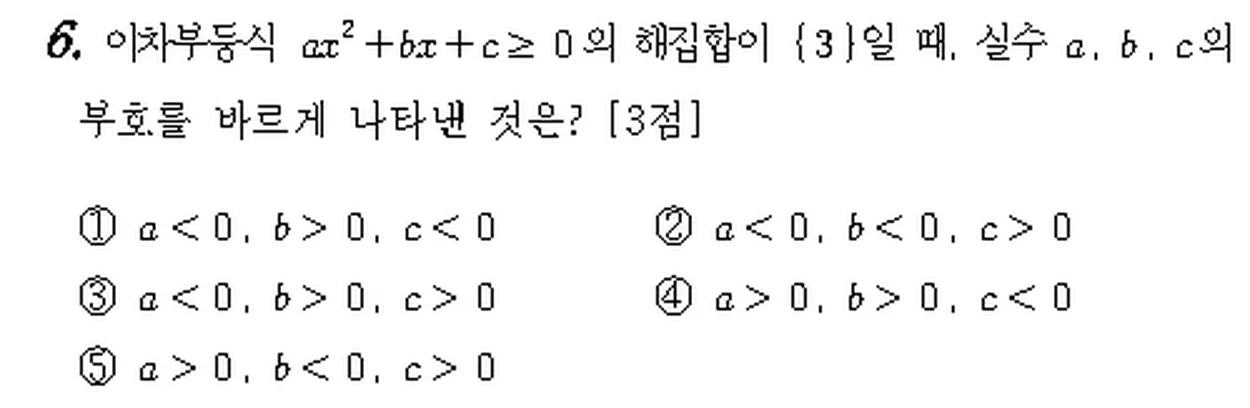 6. 이차부등식 ax²+bx+c≥ 0의 해집합이 {3}일 때, 실수 a, b, c의
부호를 바르게 나타낸 것은? [3점]
① a<0, b>0, c<0 ② a<0, b<0, c>0
③ a<0, b>0, c>0 ④ a>0, b>0, c<0
⑤ a>0, b<0, c>0